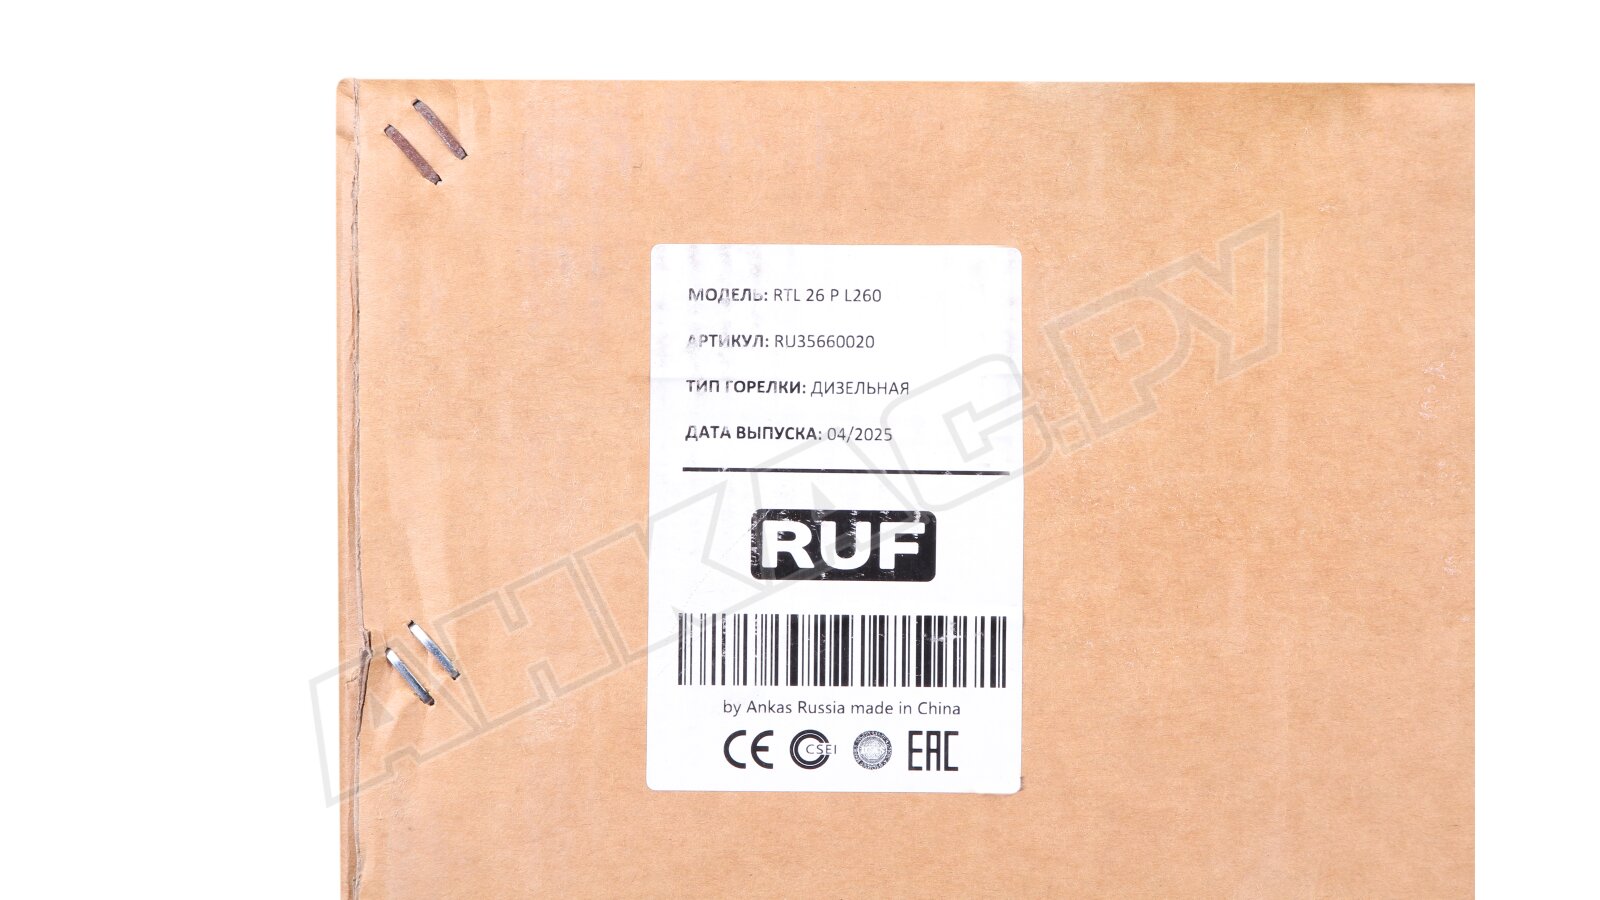 МОДЕЛЬ: RTL 26 P L260
АРТИКУЛ: RU35660020
ТИП ГОРЕЛКИ: ДИЗЕЛЬНАЯ
ДАТА ВЫПУСКА: 04/2025
RUF
by Ankas Russia made in China
CE CSEI EAC
АНКАС.РУ